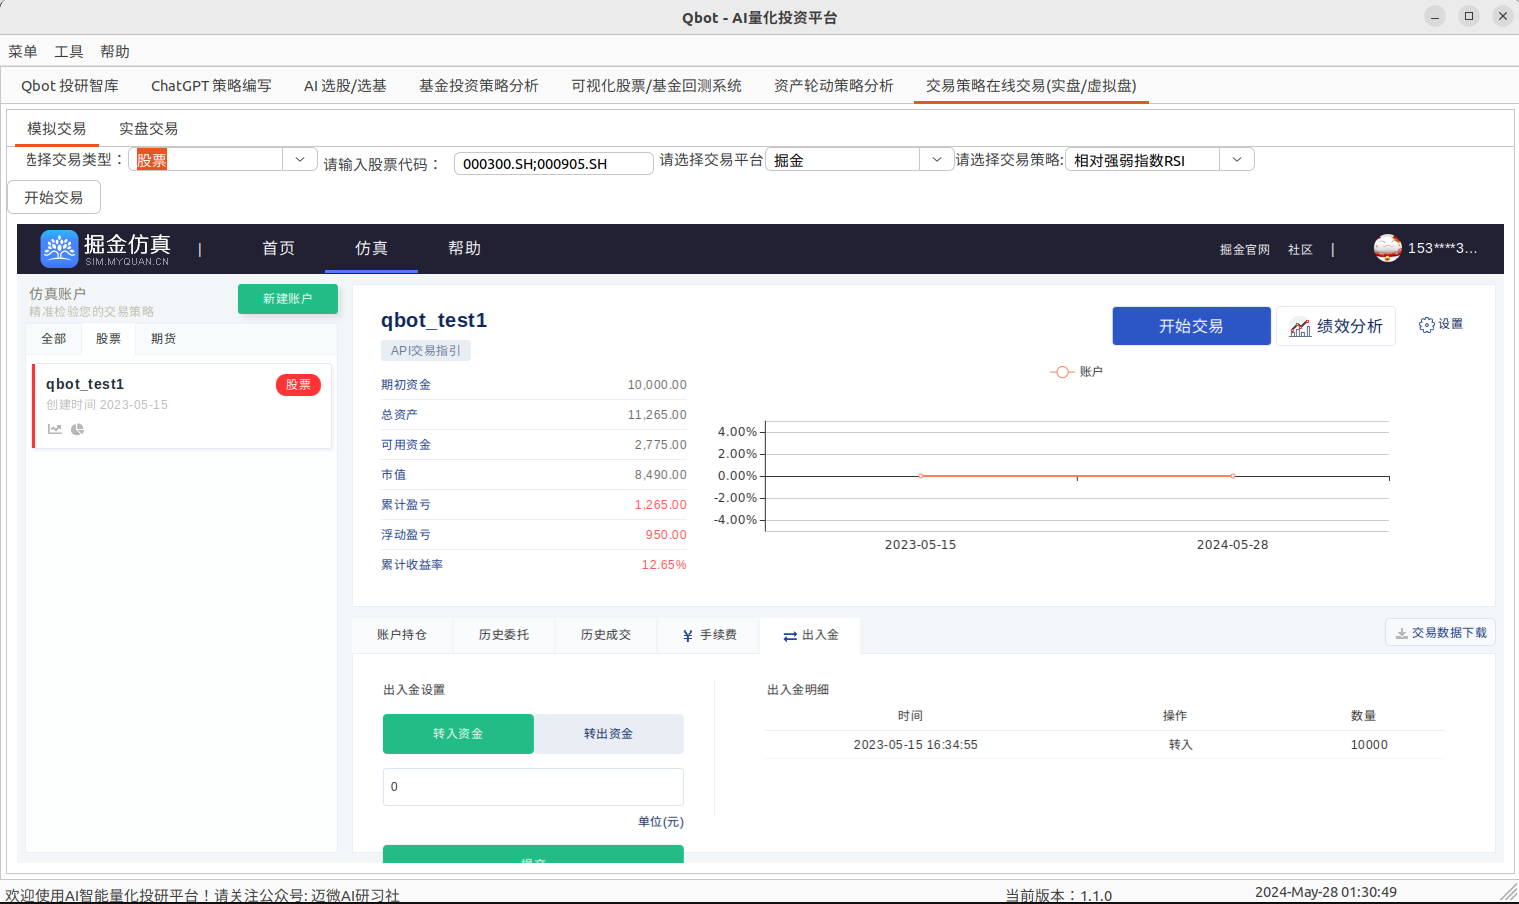 Qbot - AI量化投资平台
菜单 工具 帮助
Qbot 投研智库 ChatGPT 策略编写 AI 选股/选基 基金投资策略分析 可视化股票/基金回测系统 资产轮动策略分析 交易策略在线交易(实盘/虚拟盘)
模拟交易 实盘交易
选择交易类型： 股票 请输入股票代码： 000300.SH;000905.SH 请选择交易平台 掘金 请选择交易策略: 相对强弱指数RSI
开始交易
掘金仿真 | 首页 仿真 帮助 掘金官网 社区 | 153****3...
SIM.MYQUAN.CN
仿真账户 新建账户
精准检验您的交易策略
全部 股票 期货
qbot_test1 股票
创建时间 2023-05-15
qbot_test1 开始交易 绩效分析 设置
API交易指引
账户
期初资金 10,000.00
总资产 11,265.00
可用资金 2,775.00
市值 8,490.00
累计盈亏 1,265.00
浮动盈亏 950.00
累计收益率 12.65%
4.00%
2.00%
0.00%
-2.00%
-4.00%
2023-05-15 2024-05-28
账户持仓 历史委托 历史成交 ¥ 手续费 出入金 交易数据下载
出入金设置
转入资金 转出资金
0
单位(元)
提交
出入金明细
时间 操作 数量
2023-05-15 16:34:55 转入 10000
欢迎使用AI智能量化投研平台！请关注公众号: 迈微AI研习社 当前版本：1.1.0 2024-May-28 01:30:49